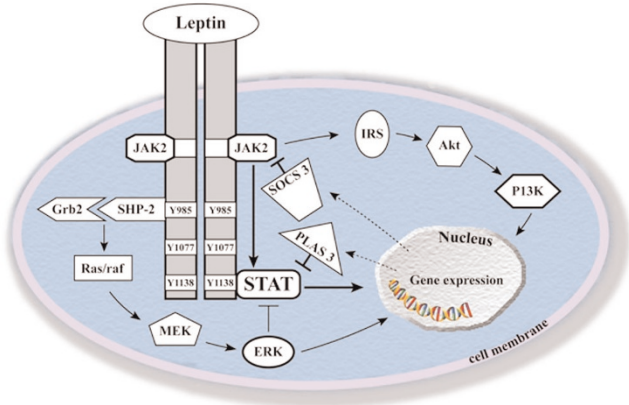 Leptin
JAK2
JAK2
IRS
Akt
P13K
SOCS 3
Grb2
SHP-2
Y985
Y985
PLAS 3
Nucleus
Y1077
Y1077
Ras/raf
Y1138
Y1138
STAT
Gene expression
MEK
ERK
cell membrane